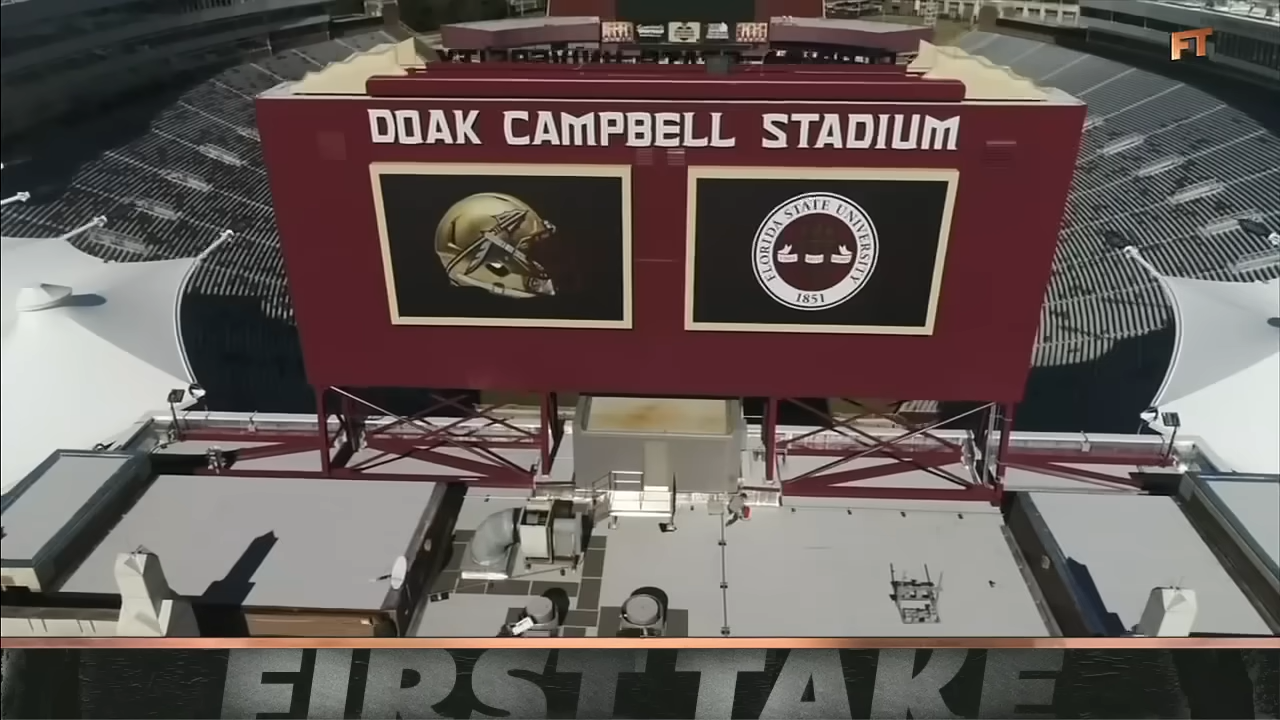 FT
DOAK CAMPBELL STADIUM
FLORIDA STATE UNIVERSITY
1851
FIRST TAKE